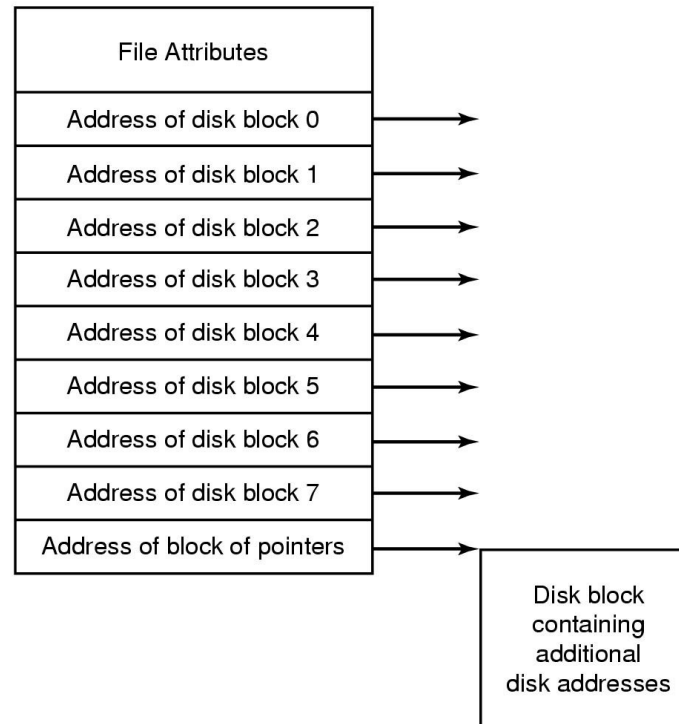 File Attributes
Address of disk block 0
Address of disk block 1
Address of disk block 2
Address of disk block 3
Address of disk block 4
Address of disk block 5
Address of disk block 6
Address of disk block 7
Address of block of pointers
Disk block
containing
additional
disk addresses